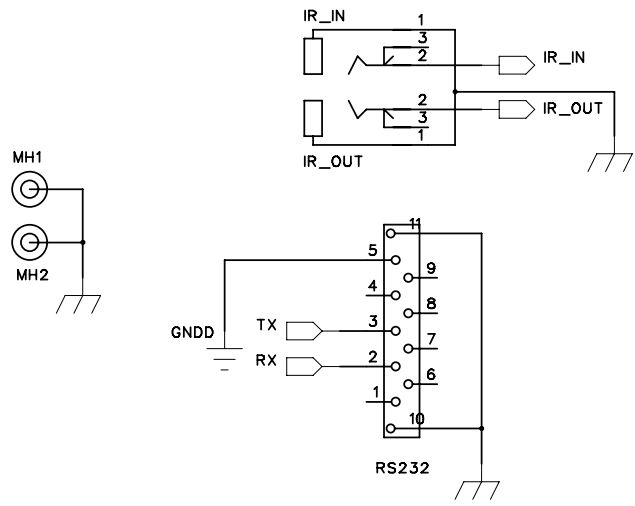 IR_IN
1
3
2
IR_IN
2
IR_OUT
3
1
IR_OUT
MH1
MH2
11
5
9
4
8
TX
3
GNDD
7
RX
2
6
1
10
RS232